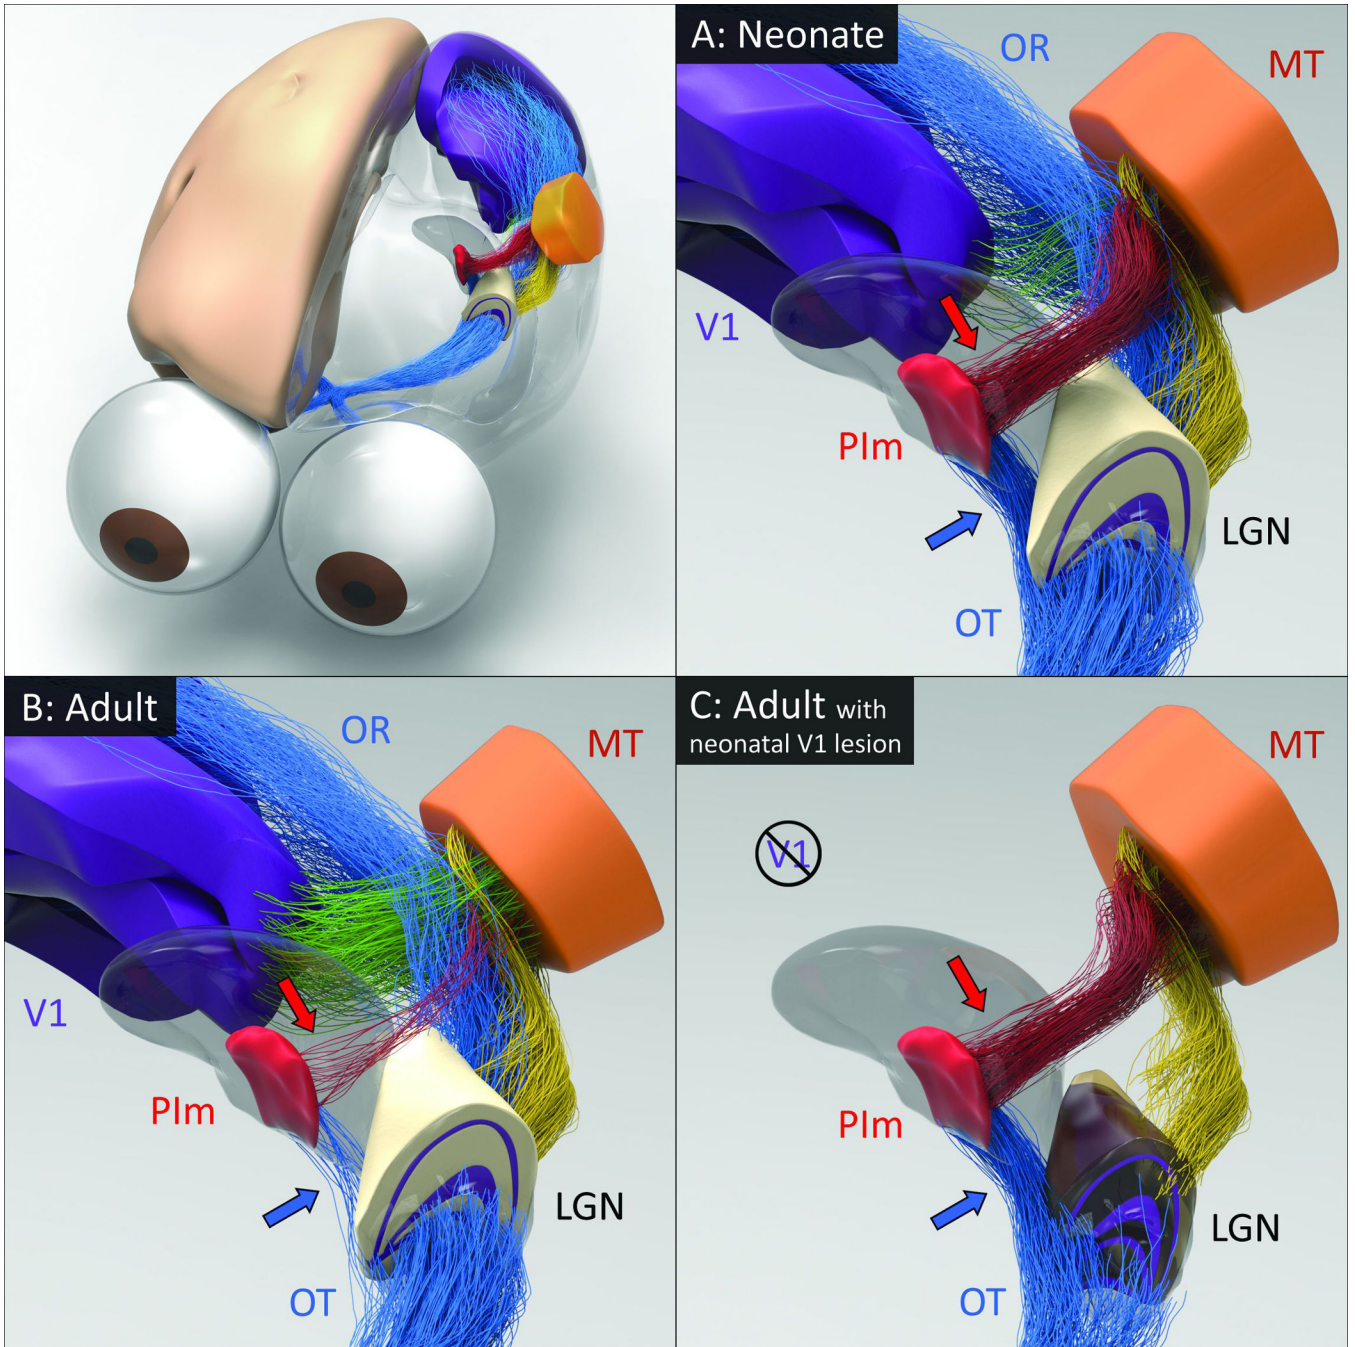 A: Neonate
OR
MT
V1
PIm
LGN
OT
B: Adult
OR
MT
V1
PIm
LGN
OT
C: Adult with
neonatal V1 lesion
MT
V1
PIm
LGN
OT